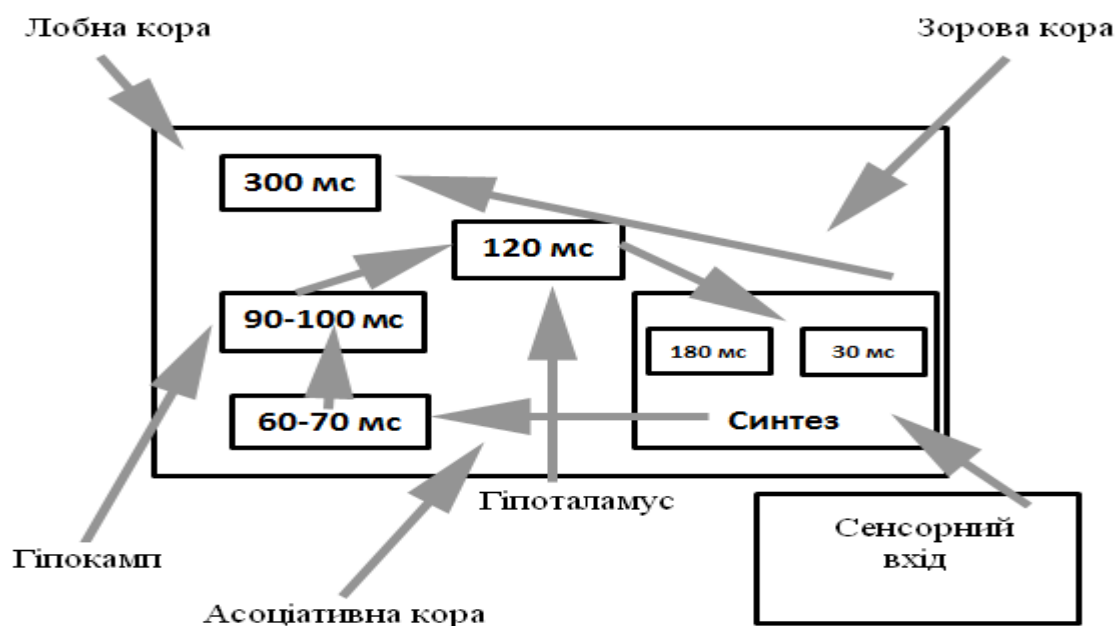 Лобна кора
Зорова кора
300 мс
120 мс
90-100 мс
180 мс
30 мс
60-70 мс
Синтез
Гіпоталамус
Сенсорний
вхід
Гіпокамп
Асоціативна кора